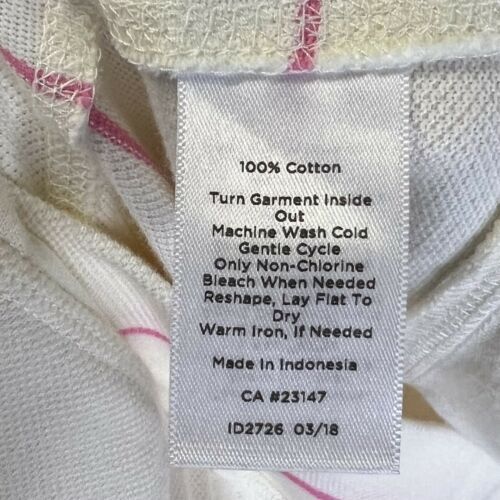 100% Cotton
Turn Garment Inside
Out
Machine Wash Cold
Gentle Cycle
Only Non-Chlorine
Bleach When Needed
Reshape, Lay Flat To
Dry
Warm Iron, If Needed
Made In Indonesia
CA #23147
ID2726 03/18